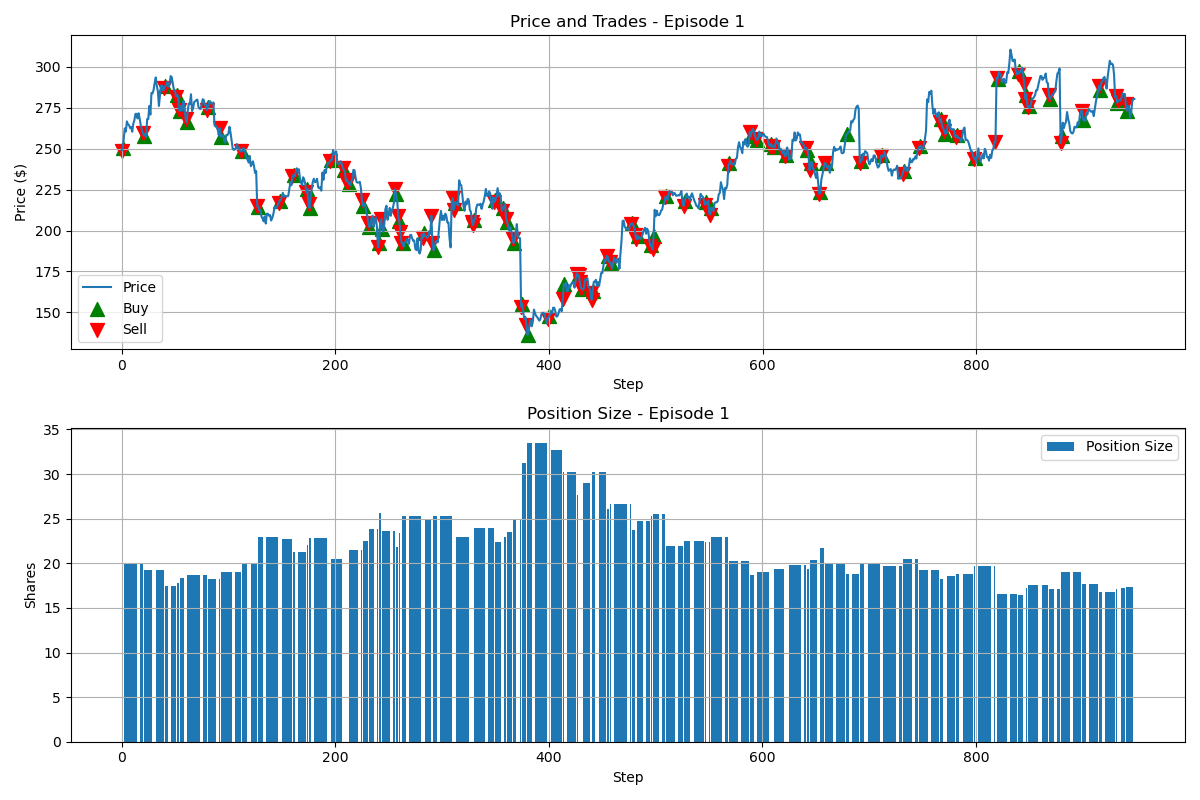 Price and Trades - Episode 1
Price ($)
300
275
250
225
200
175
150
Price
Buy
Sell
0
200
400
600
800
Step
Position Size - Episode 1
Shares
35
30
25
20
15
10
5
0
Position Size
0
200
400
600
800
Step